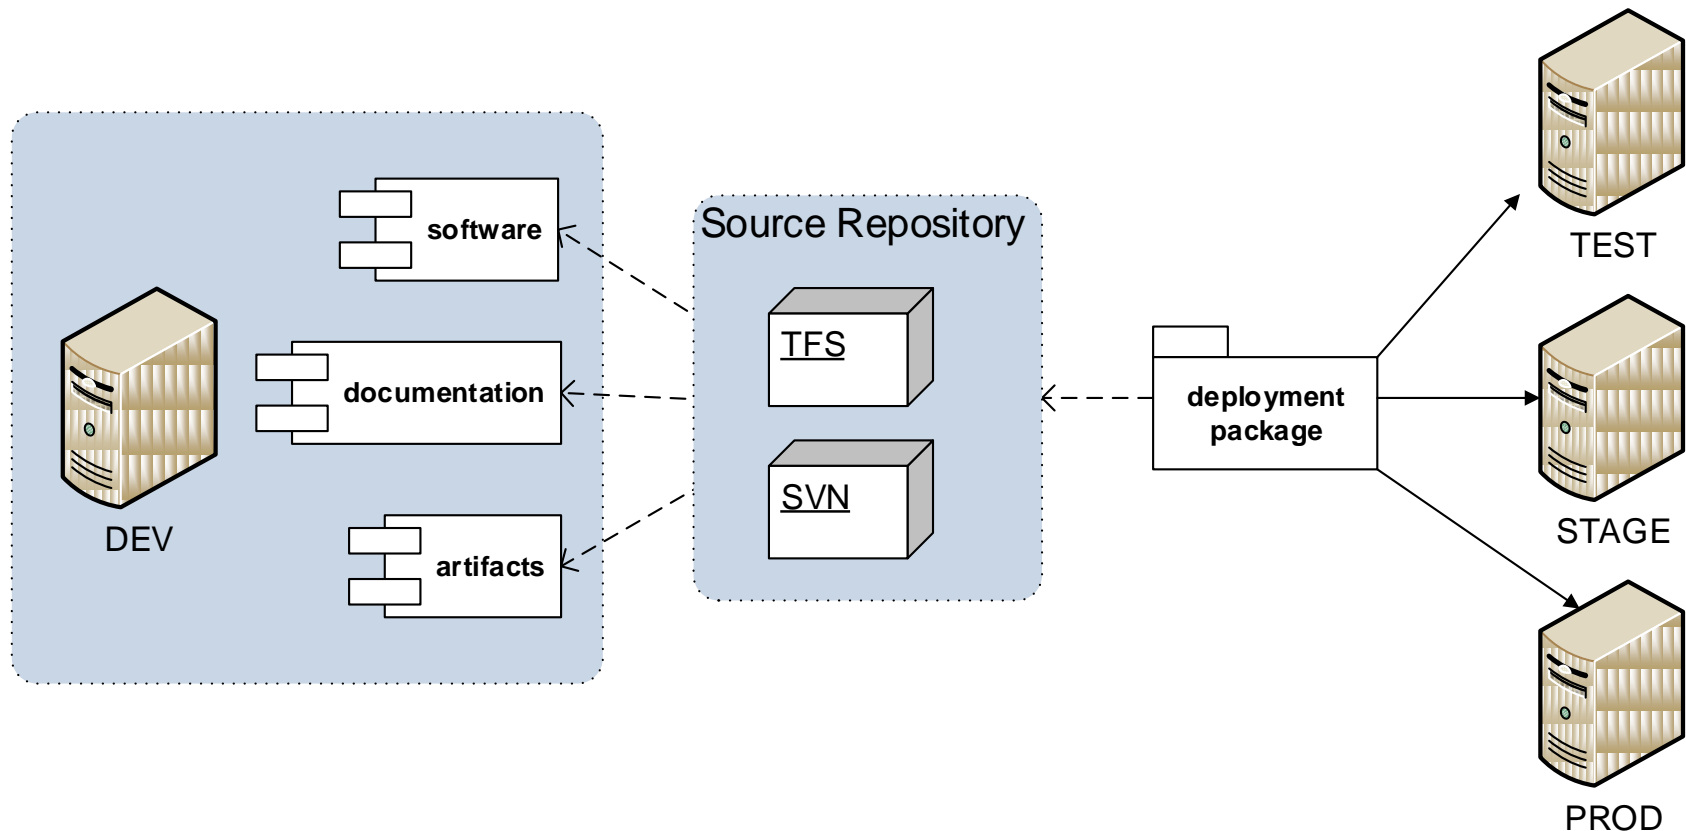 software
documentation
artifacts
DEV
Source Repository
TFS
SVN
deployment
package
TEST
STAGE
PROD